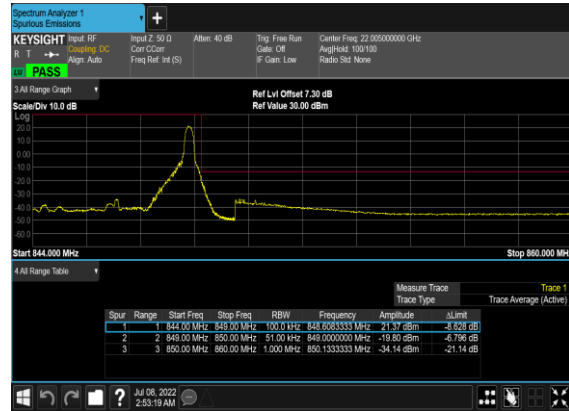 Spectrum Analyzer 1
Spurious Emissions
+
KEYSIGHT Input: RF Input Z: 50 Ω Atten: 40 dB Trig: Free Run Center Freq: 22.005000000 GHz
R T Coupling: DC Corr CCorr Gate: Off Avg|Hold: 100/100
Align: Auto Freq Ref: Int (S) IF Gain: Low Radio Std: None
LW PASS
3 All Range Graph
Ref Lvl Offset 7.30 dB
Scale/Div 10.0 dB Ref Value 30.00 dBm
Log
20.0
10.0
0.00
-10.0
-20.0
-30.0
-40.0
-50.0
-60.0
Start 844.000 MHz Stop 860.000 MH
4 All Range Table
Measure Trace Trace 1
Trace Type Trace Average (Active)
Spur Range Start Freq Stop Freq RBW Frequency Amplitude ΔLimit
1 1 844.00 MHz 849.00 MHz 100.0 kHz 848.6083333 MHz 21.37 dBm -8.628 dB
2 2 849.00 MHz 850.00 MHz 51.00 kHz 849.0000000 MHz -19.80 dBm -6.796 dB
3 3 850.00 MHz 860.00 MHz 1.000 MHz 850.1333333 MHz -34.14 dBm -21.14 dB
? Jul 08, 2022
2:53:19 AM